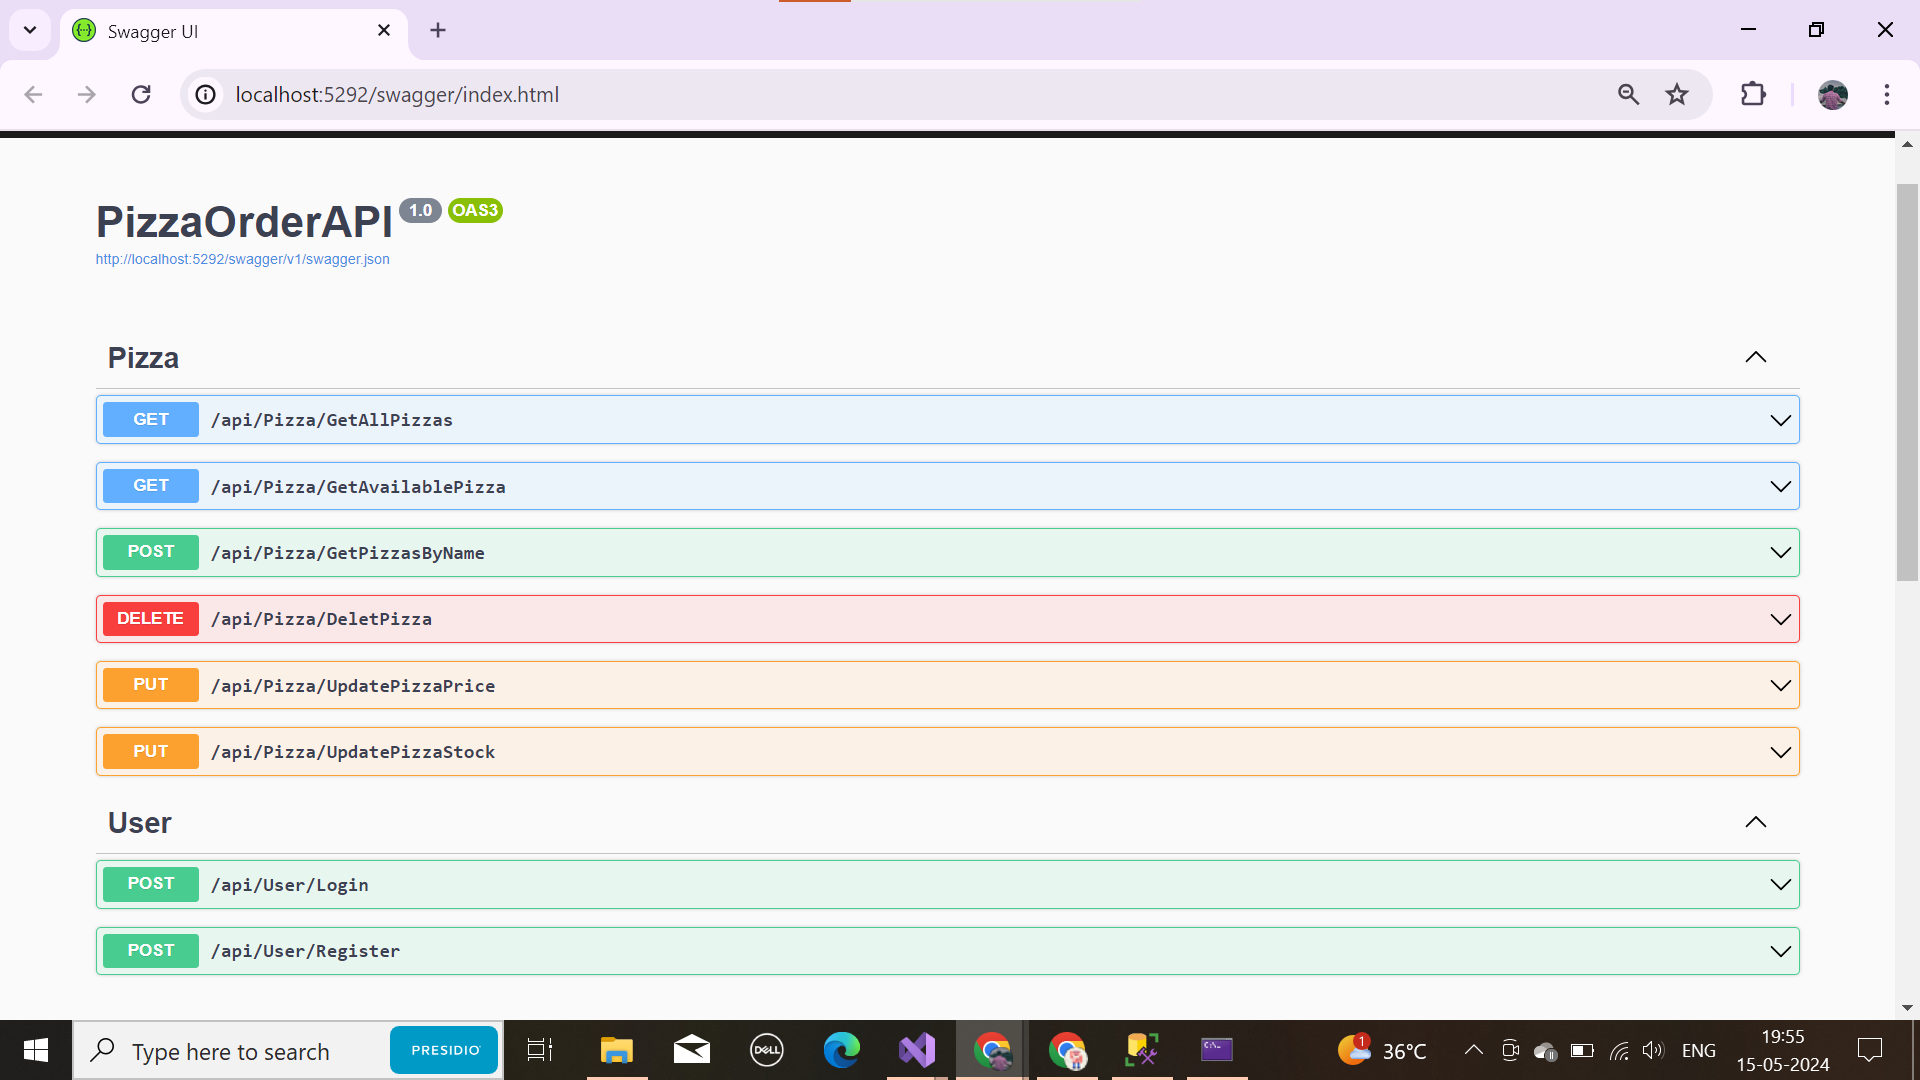 Swagger UI
localhost:5292/swagger/index.html
PizzaOrderAPI 1.0 OAS3
http://localhost:5292/swagger/v1/swagger.json
Pizza
GET /api/Pizza/GetAllPizzas
GET /api/Pizza/GetAvailablePizza
POST /api/Pizza/GetPizzasByName
DELETE /api/Pizza/DeletPizza
PUT /api/Pizza/UpdatePizzaPrice
PUT /api/Pizza/UpdatePizzaStock
User
POST /api/User/Login
POST /api/User/Register
Type here to search
PRESIDIO
DELL
C:\_
1
36°C
ENG
19:55
15-05-2024